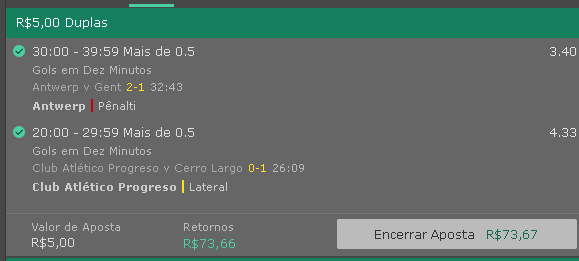 R$5,00 Duplas
30:00 - 39:59 Mais de 0.5 3.40
Gols em Dez Minutos
Antwerp v Gent 2-1 32:43
Antwerp Pênalti
20:00 - 29:59 Mais de 0.5 4.33
Gols em Dez Minutos
Club Atlético Progreso v Cerro Largo 0-1 26:09
Club Atlético Progreso Lateral
Valor de Aposta Retornos
R$5,00 R$73,66
Encerrar Aposta R$73,67